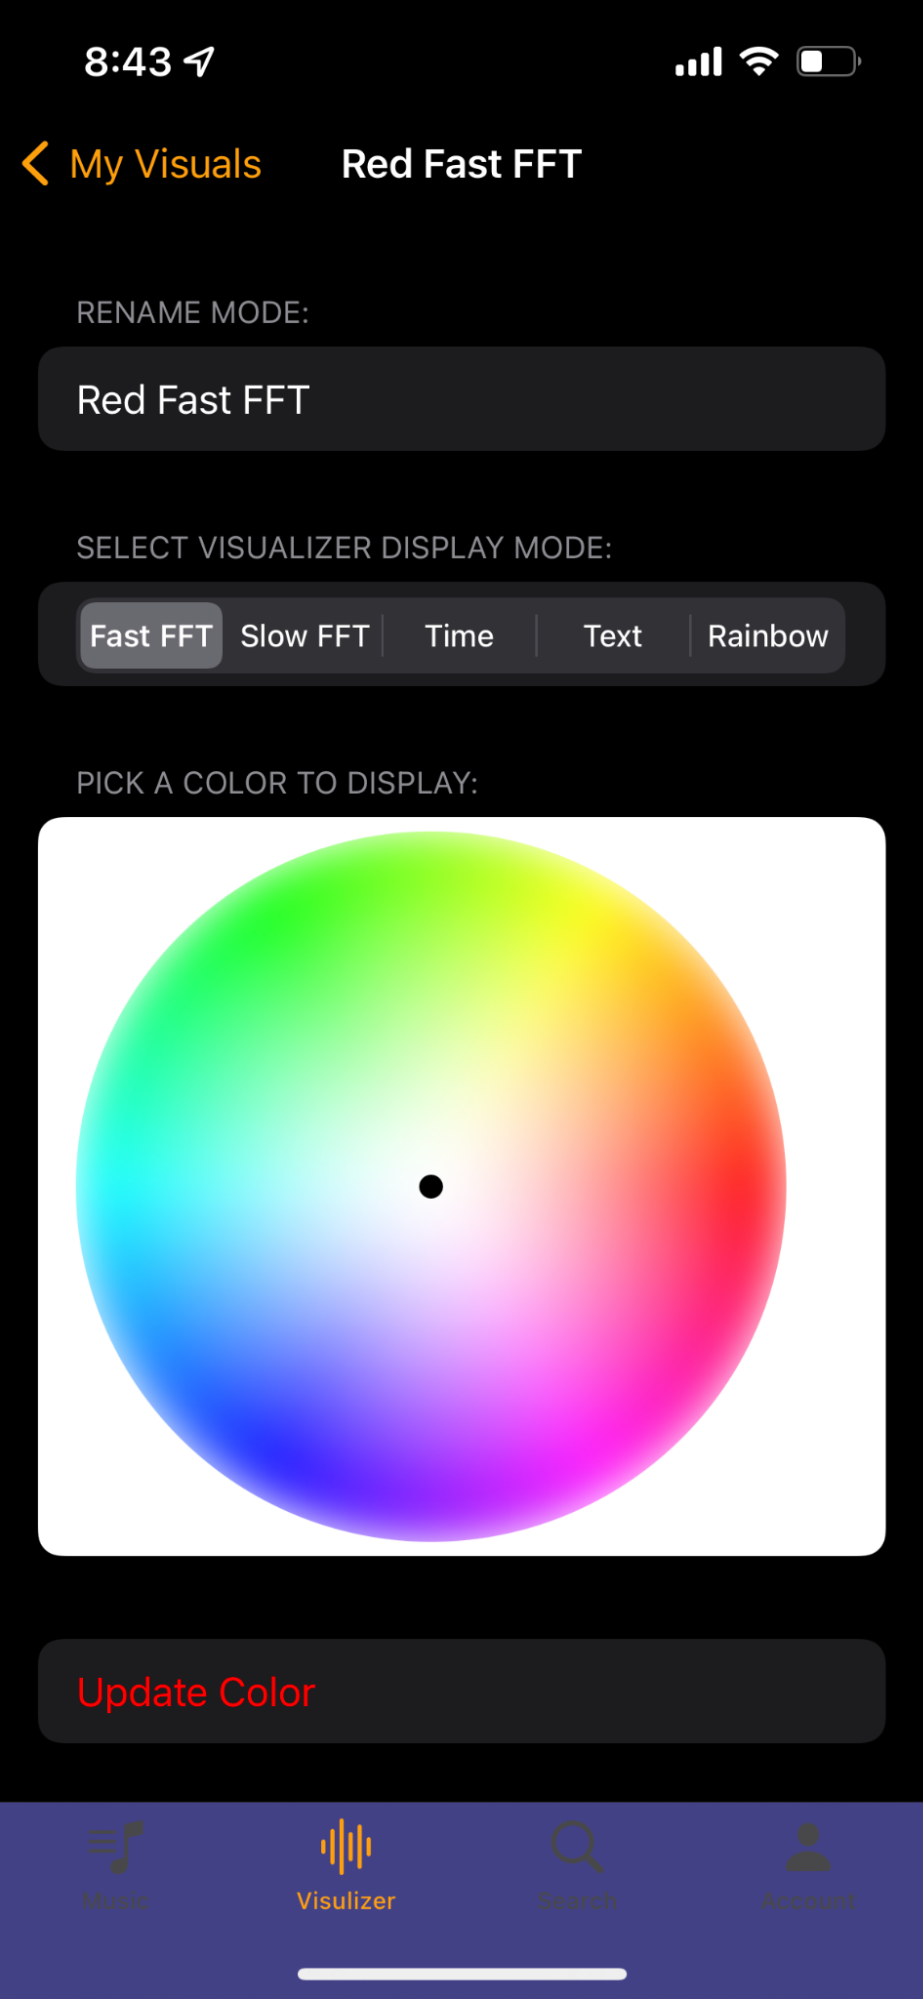 8:43
My Visuals
Red Fast FFT
RENAME MODE:
Red Fast FFT
SELECT VISUALIZER DISPLAY MODE:
Fast FFT Slow FFT Time Text Rainbow
PICK A COLOR TO DISPLAY:
Update Color
Music Visulizer Search Account